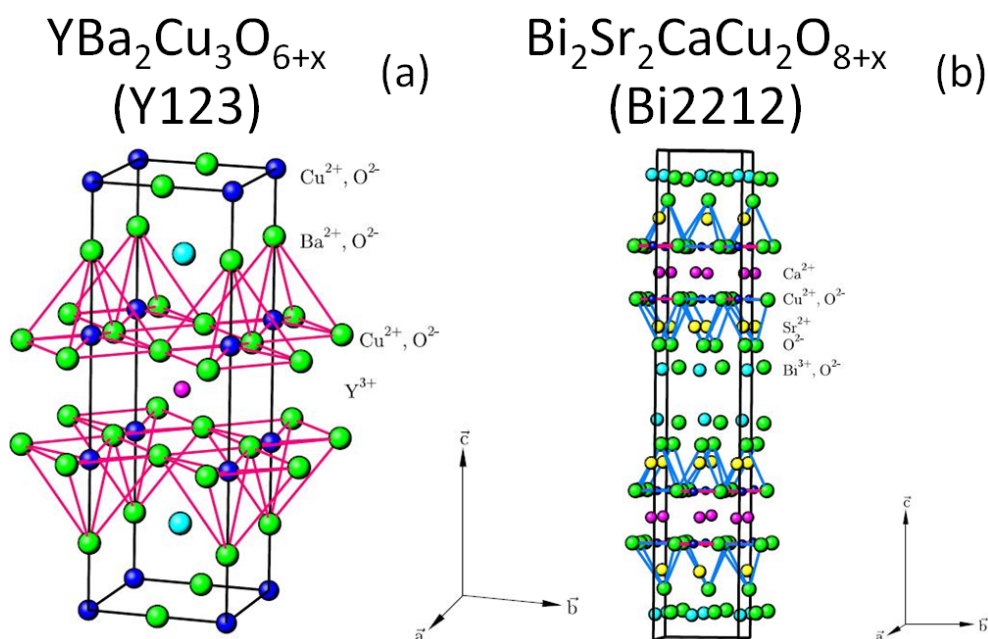 YBa₂Cu₃O₆₊ₓ
(Y123)
(a)
Cu²⁺, O²⁻
Ba²⁺, O²⁻
Cu²⁺, O²⁻
Y³⁺
c⃗
b⃗
a⃗
Bi₂Sr₂CaCu₂O₈₊ₓ
(Bi2212)
(b)
Ca²⁺
Cu²⁺, O²⁻
Sr²⁺
O²⁻
Bi³⁺, O²⁻
c⃗
b⃗
a⃗